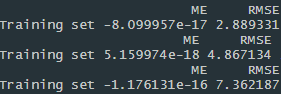 ME RMSE
Training set -8.099957e-17 2.889331
ME RMSE
Training set 5.159974e-18 4.867134
ME RMSE
Training set -1.176131e-16 7.362187